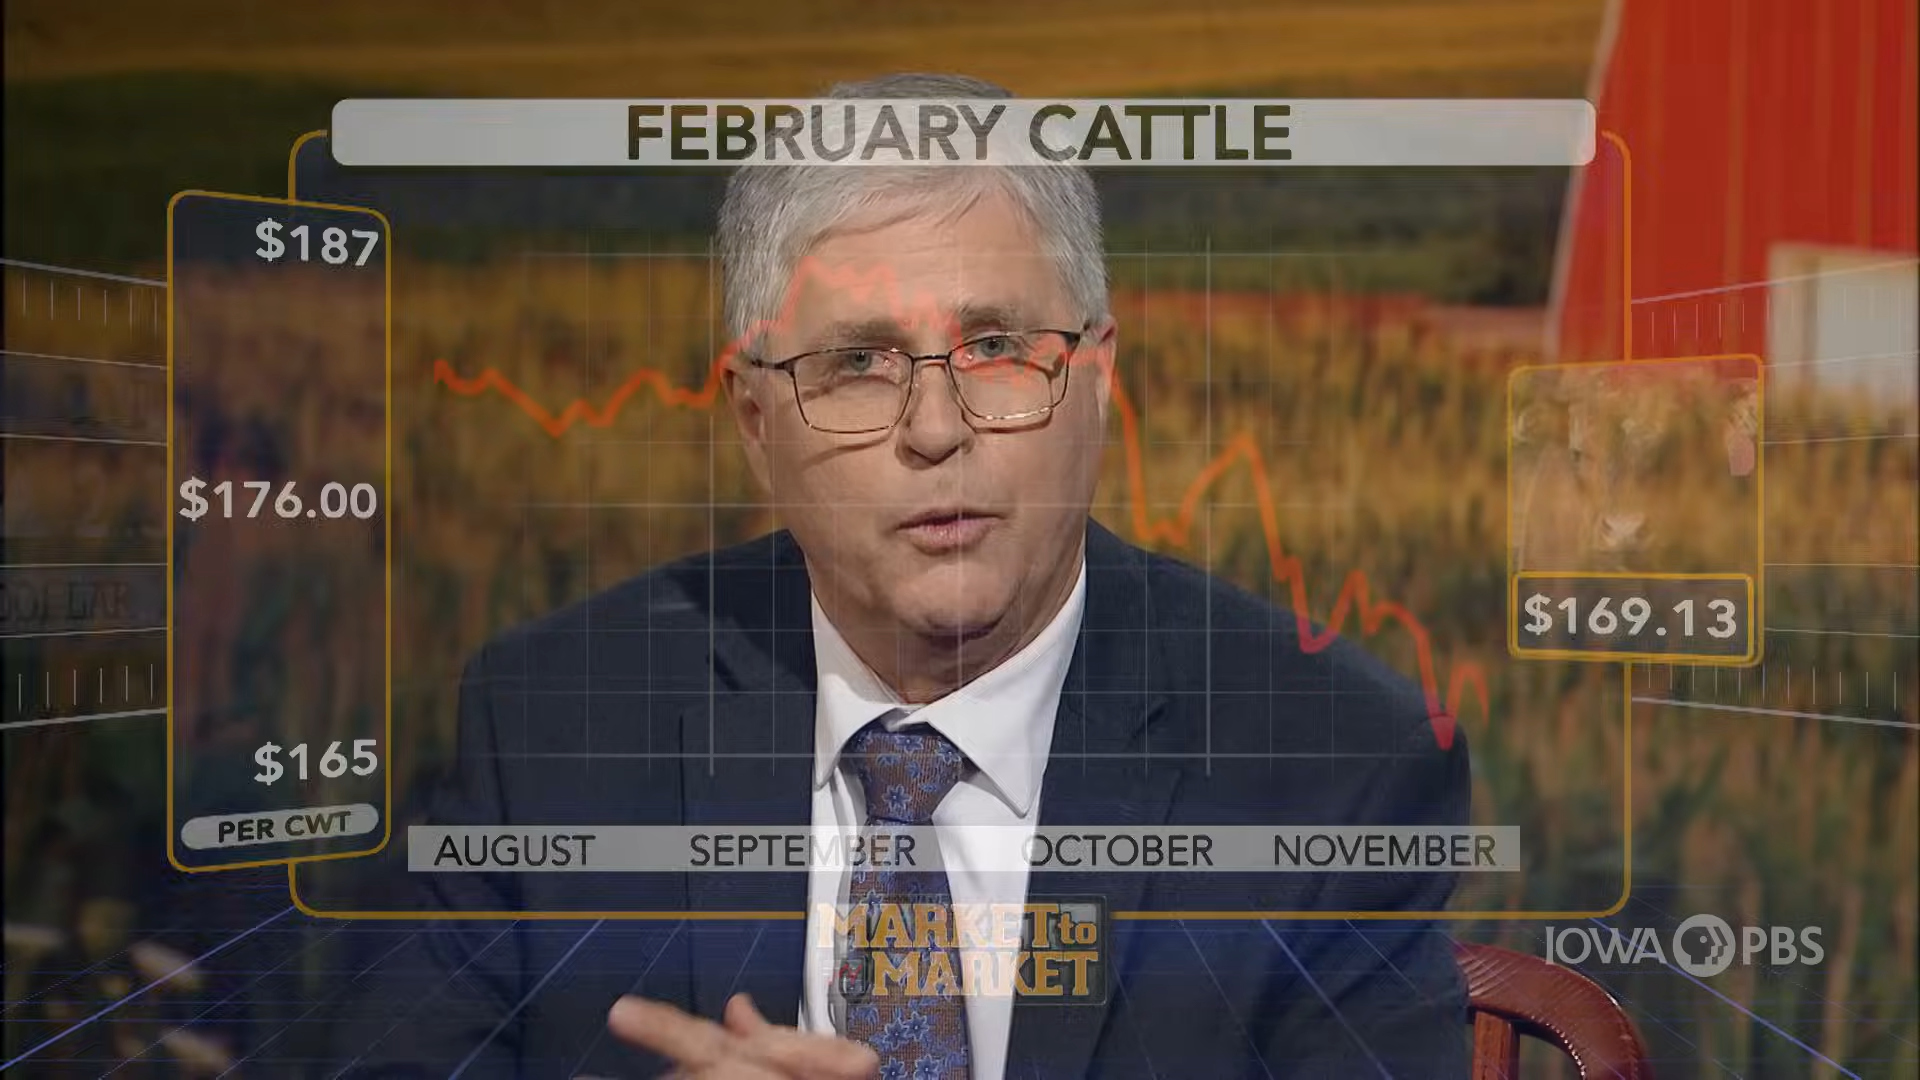 FEBRUARY CATTLE
$187
$176.00
$169.13
$165
PER CWT
AUGUST SEPTEMBER OCTOBER NOVEMBER
MARKET to
MARKET
IOWA PBS